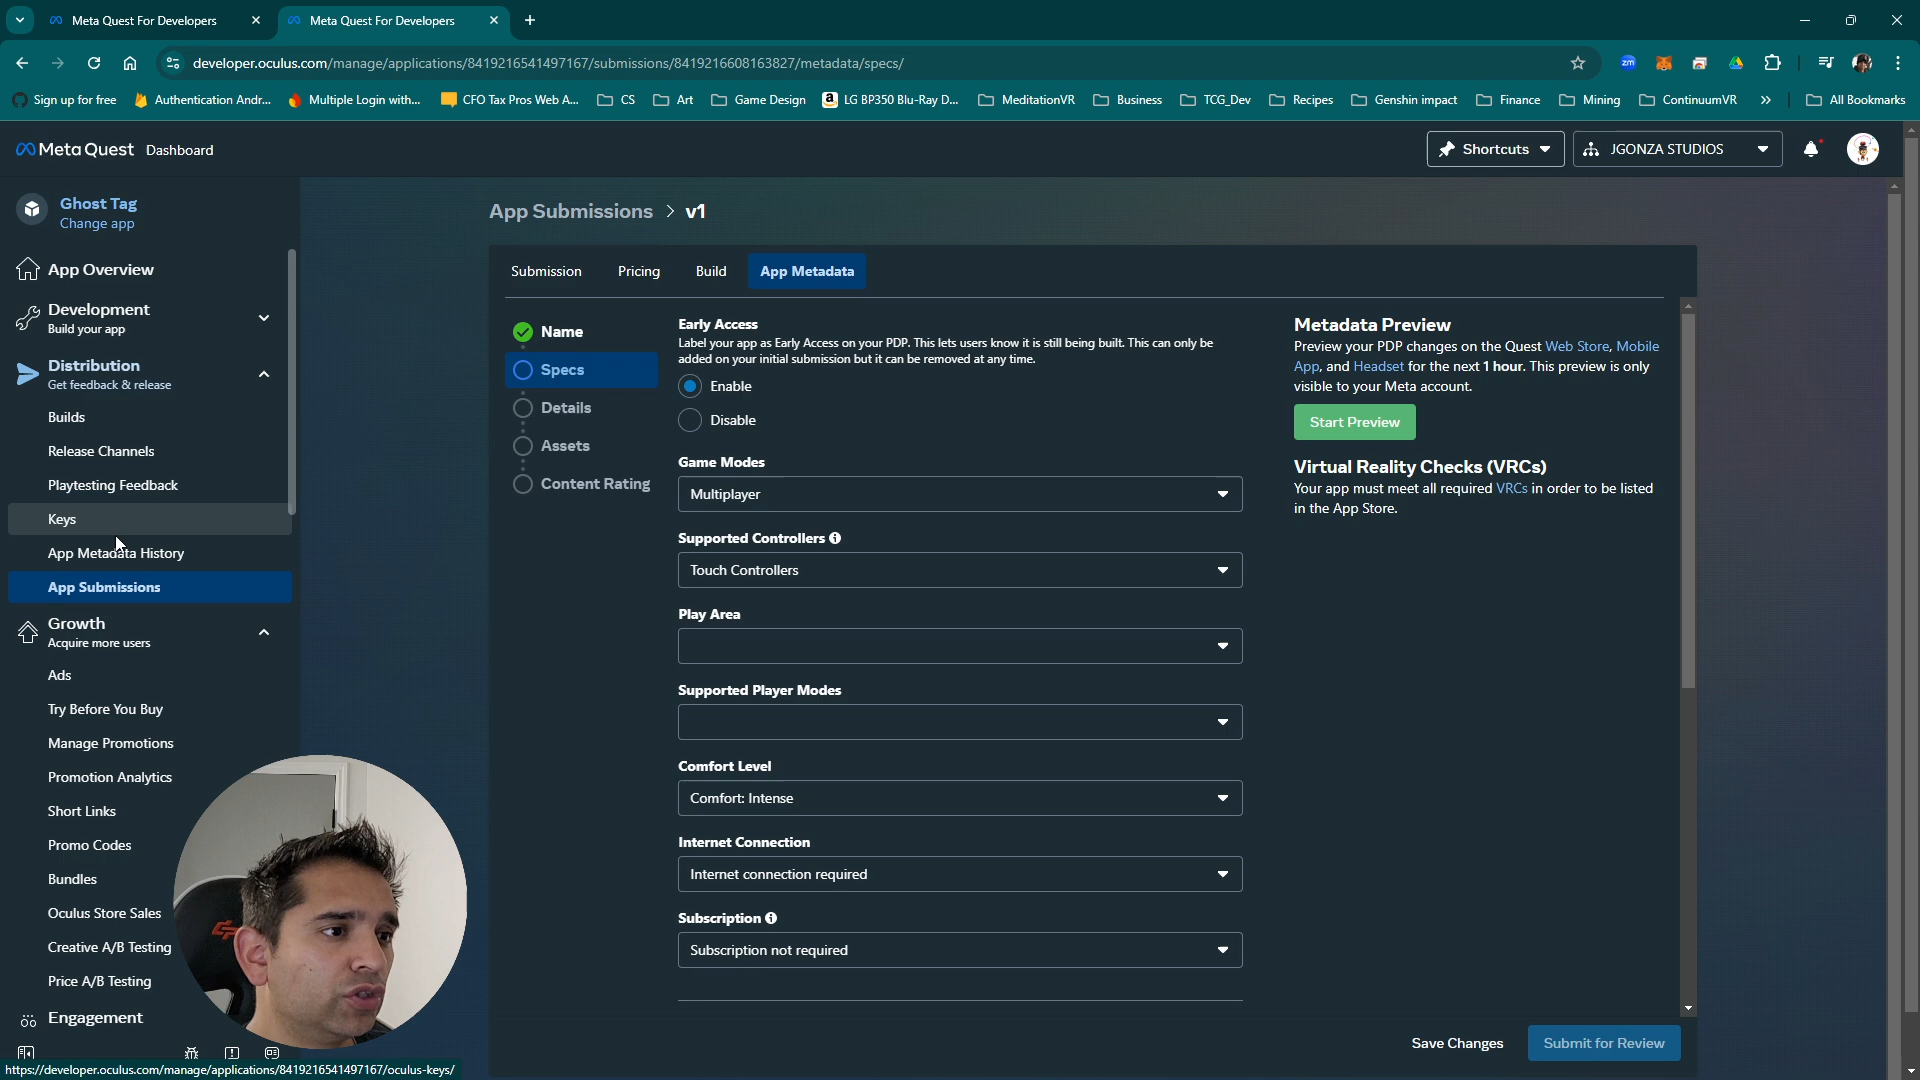 Meta Quest For Developers
Meta Quest For Developers
developer.oculus.com/manage/applications/8419216541497167/submissions/8419216608163827/metadata/specs/
zm
Sign up for free
Authentication Andr...
Multiple Login with...
CFO Tax Pros Web A...
CS
Art
Game Design
LG BP350 Blu-Ray D...
MeditationVR
Business
TCG_Dev
Recipes
Genshin impact
Finance
Mining
ContinuumVR
All Bookmarks
Meta Quest Dashboard
Shortcuts
JGONZA STUDIOS
Ghost Tag
Change app
App Overview
Development
Build your app
Distribution
Get feedback & release
Builds
Release Channels
Playtesting Feedback
Keys
App Metadata History
App Submissions
Growth
Acquire more users
Ads
Try Before You Buy
Manage Promotions
Promotion Analytics
Short Links
Promo Codes
Bundles
Oculus Store Sales
Creative A/B Testing
Price A/B Testing
Engagement
https://developer.oculus.com/manage/applications/8419216541497167/oculus-keys/
App Submissions > v1
Submission
Pricing
Build
App Metadata
Name
Specs
Details
Assets
Content Rating
Early Access
Label your app as Early Access on your PDP. This lets users know it is still being built. This can only be
added on your initial submission but it can be removed at any time.
Enable
Disable
Game Modes
Multiplayer
Supported Controllers
Touch Controllers
Play Area
Supported Player Modes
Comfort Level
Comfort: Intense
Internet Connection
Internet connection required
Subscription
Subscription not required
Metadata Preview
Preview your PDP changes on the Quest Web Store, Mobile
App, and Headset for the next 1 hour. This preview is only
visible to your Meta account.
Start Preview
Virtual Reality Checks (VRCs)
Your app must meet all required VRCs in order to be listed
in the App Store.
Save Changes
Submit for Review